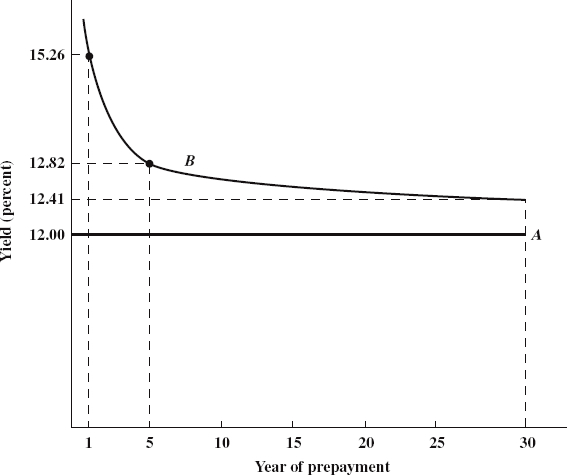 15.26
B
12.82
12.41
12.00
A
Yield (percent)
1 5 10 15 20 25 30
Year of prepayment